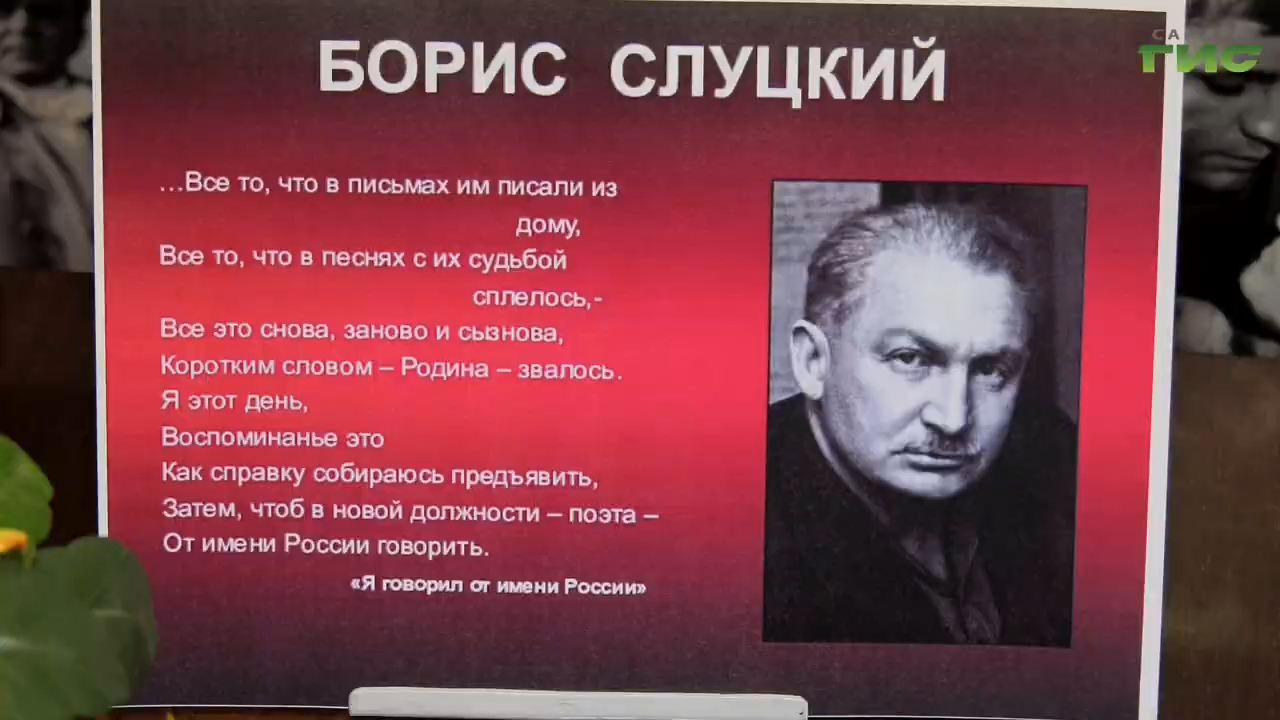 СА
ГИС
БОРИС СЛУЦКИЙ
…Все то, что в письмах им писали из
дому,
Все то, что в песнях с их судьбой
сплелось,-
Все это снова, заново и сызнова,
Коротким словом – Родина – звалось.
Я этот день,
Воспоминанье это
Как справку собираюсь предъявить,
Затем, чтоб в новой должности – поэта –
От имени России говорить.
«Я говорил от имени России»